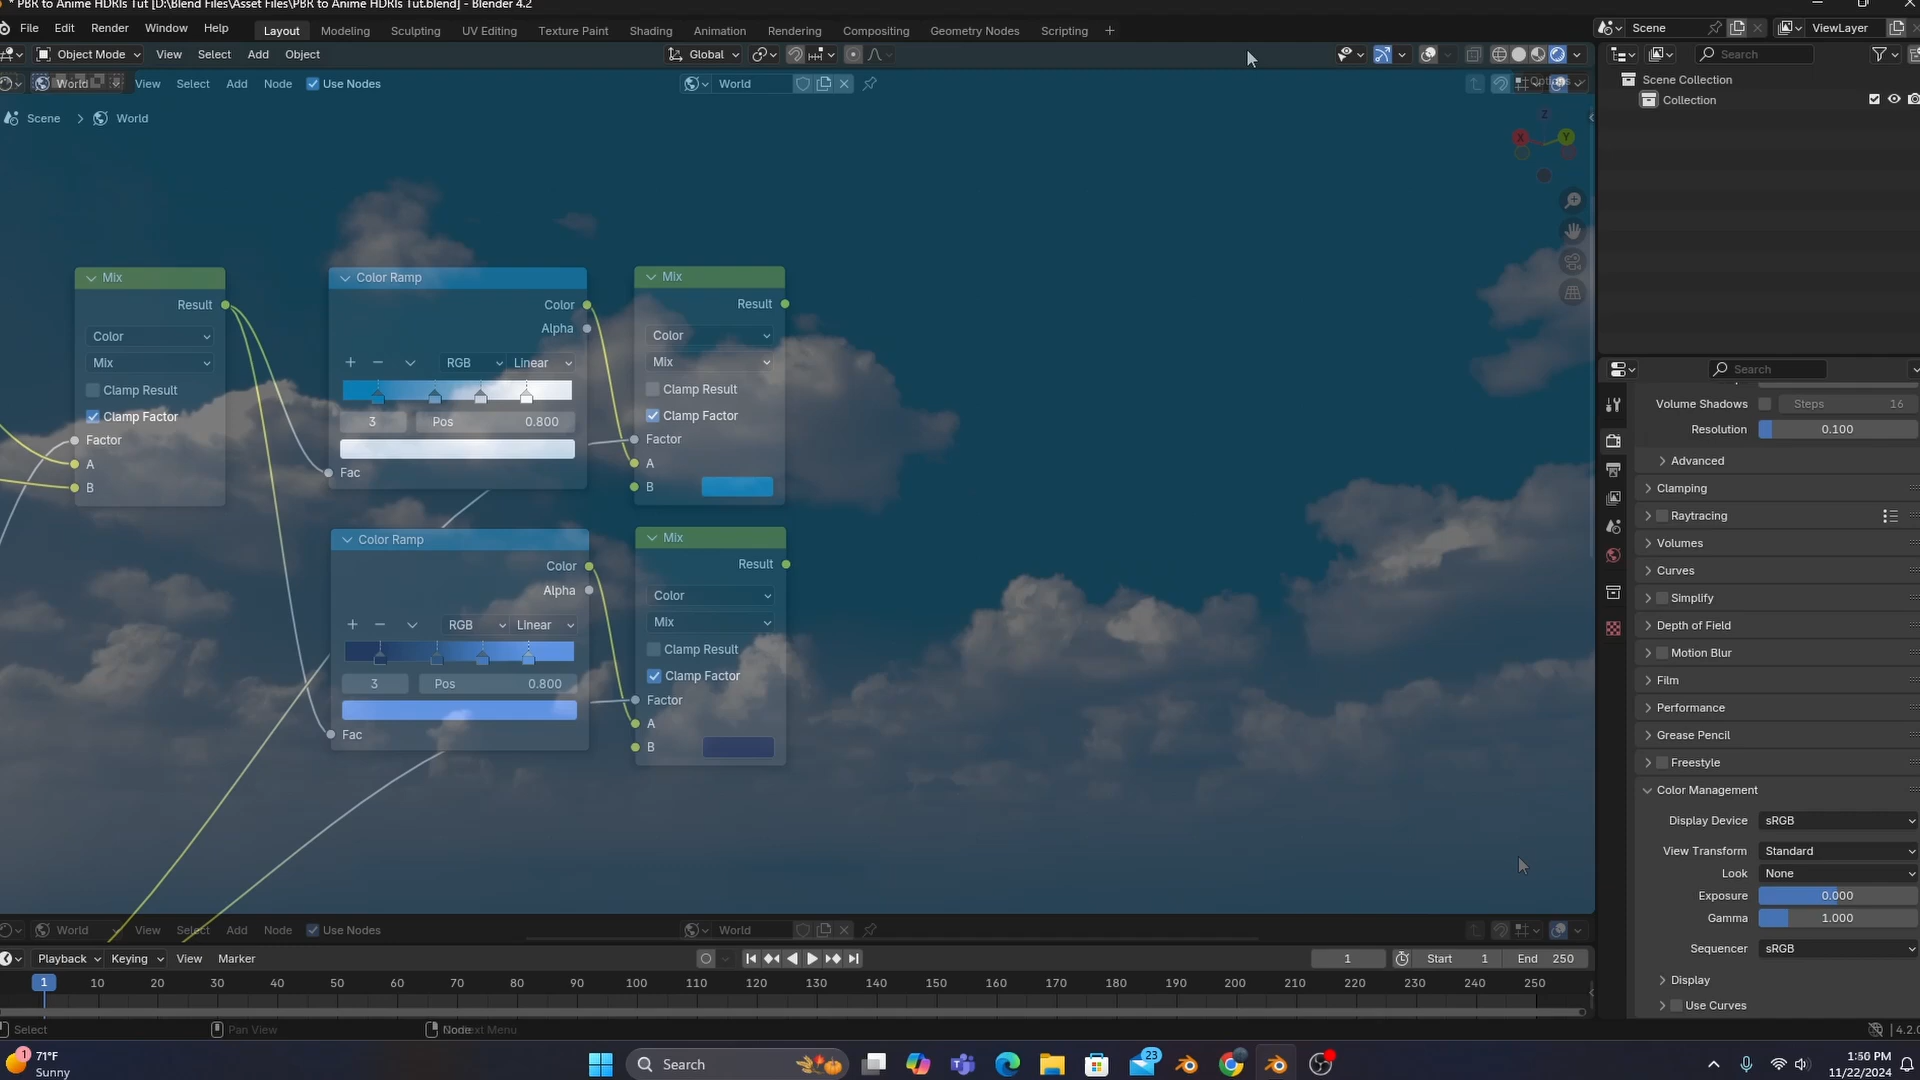 * PBR to Anime HDRIs Tut [D:\Blend Files\Asset Files\PBR to Anime HDRIs Tut.blend] - Blender 4.2
File Edit Render Window Help Layout Modeling Sculpting UV Editing Texture Paint Shading Animation Rendering Compositing Geometry Nodes Scripting + Scene ViewLayer
Object Mode View Select Add Object Global Search
World View Select Add Node Use Nodes World Options
Scene Collection
Collection
Scene > World
Z
X Y
Mix
Result
Color
Mix
Clamp Result
Clamp Factor
Factor
A
B
Color Ramp
Color
Alpha
RGB Linear
3 Pos 0.800
Fac
Mix
Result
Color
Mix
Clamp Result
Clamp Factor
Factor
A
B
Color Ramp
Color
Alpha
RGB Linear
3 Pos 0.800
Fac
Mix
Result
Color
Mix
Clamp Result
Clamp Factor
Factor
A
B
Search
Volume Shadows Steps 16
Resolution 0.100
Advanced
Clamping
Raytracing
Volumes
Curves
Simplify
Depth of Field
Motion Blur
Film
Performance
Grease Pencil
Freestyle
Color Management
Display Device sRGB
View Transform Standard
Look None
Exposure 0.000
Gamma 1.000
Sequencer sRGB
Display
Use Curves
World View Select Add Node Use Nodes World
Playback Keying View Marker 1 Start 1 End 250
1 10 20 30 40 50 60 70 80 90 100 110 120 130 140 150 160 170 180 190 200 210 220 230 240 250
Select Pan View Node 4.2.0
1 71°F
Sunny
Search 23
1:50 PM
11/22/2024